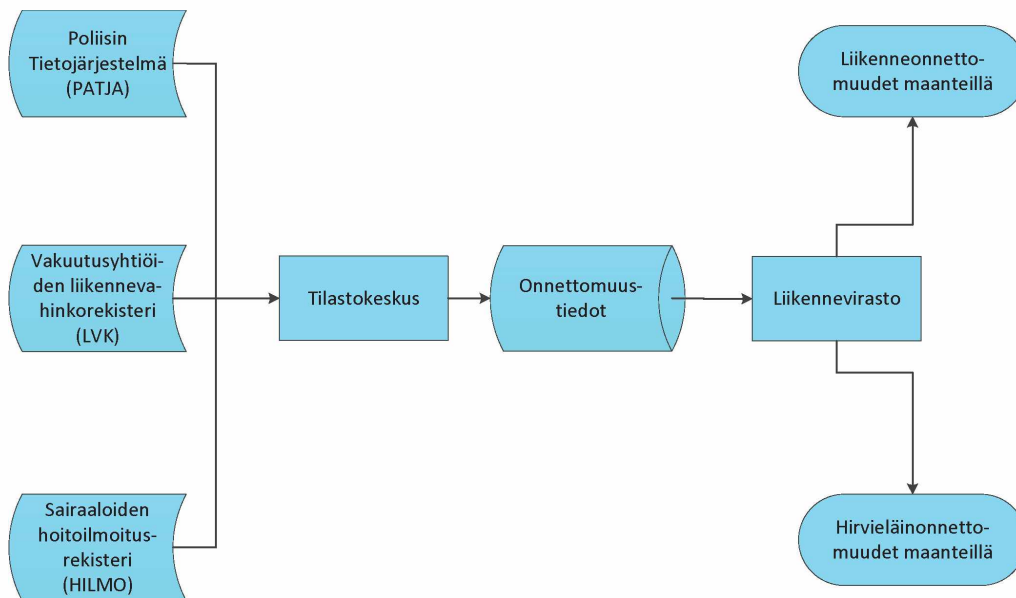 Poliisin
Tietojärjestelmä
(PATJA)
Vakuutusyhtiöi-
den liikenneva-
hinkorekisteri
(LVK)
Sairaaloiden
hoitoilmoitus-
rekisteri
(HILMO)
Tilastokeskus
Onnettomuus-
tiedot
Liikennevirasto
Liikenneonnetto-
muudet maanteillä
Hirvieläinonnetto-
muudet maanteillä